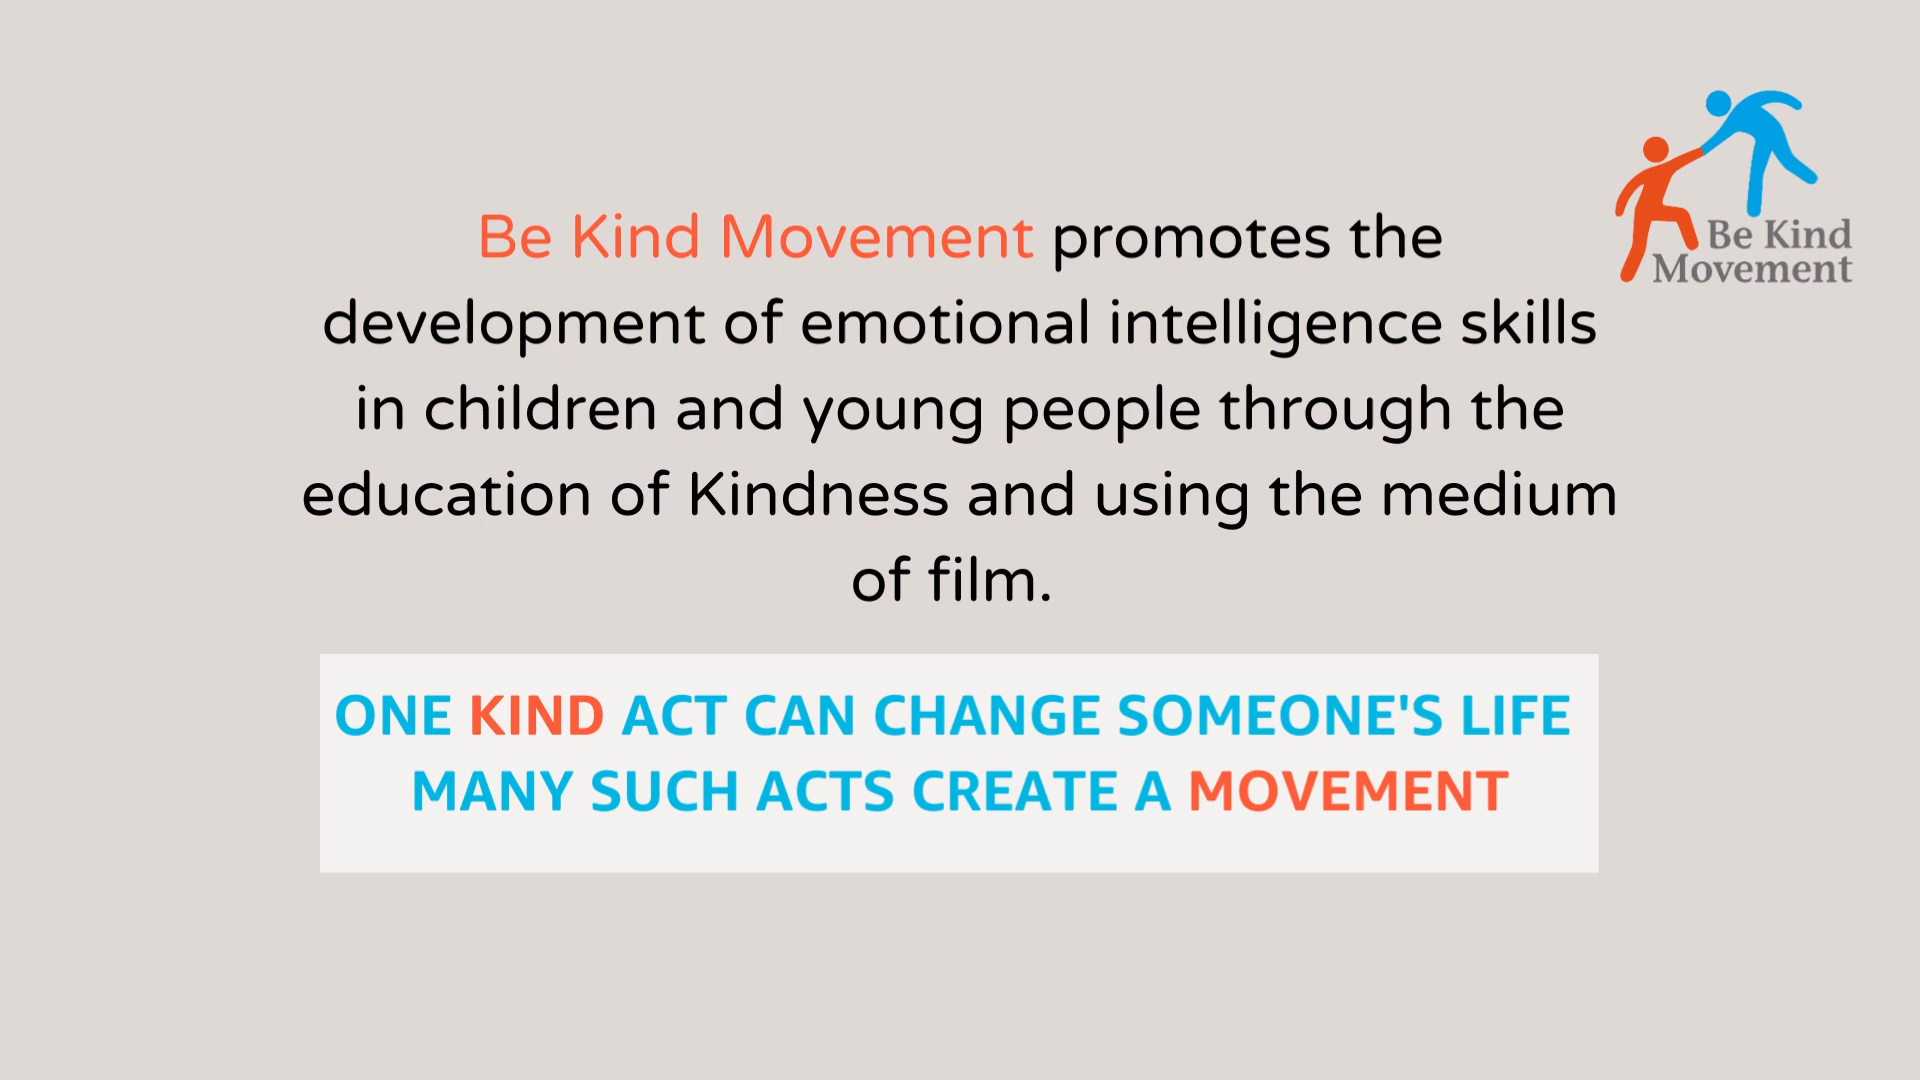 Be Kind Movement promotes the
development of emotional intelligence skills
in children and young people through the
education of Kindness and using the medium
of film.
ONE KIND ACT CAN CHANGE SOMEONE'S LIFE
MANY SUCH ACTS CREATE A MOVEMENT
Be Kind
Movement